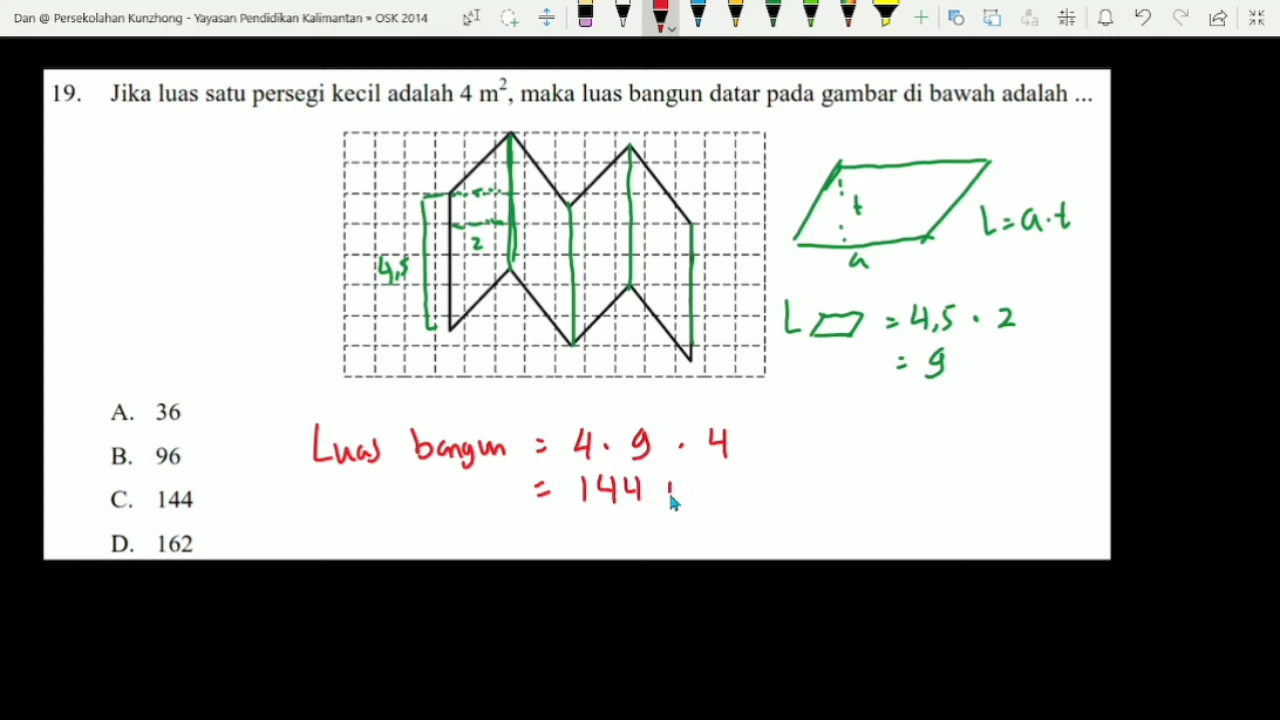 Dan @ Persekolahan Kunzhong - Yayasan Pendidikan Kalimantan » OSK 2014
19. Jika luas satu persegi kecil adalah 4 m², maka luas bangun datar pada gambar di bawah adalah ...
2
4,5
t
a
L = a · t
L = 4,5 · 2
= 9
A. 36
B. 96
C. 144
D. 162
Luas bangun = 4 · 9 · 4
= 144